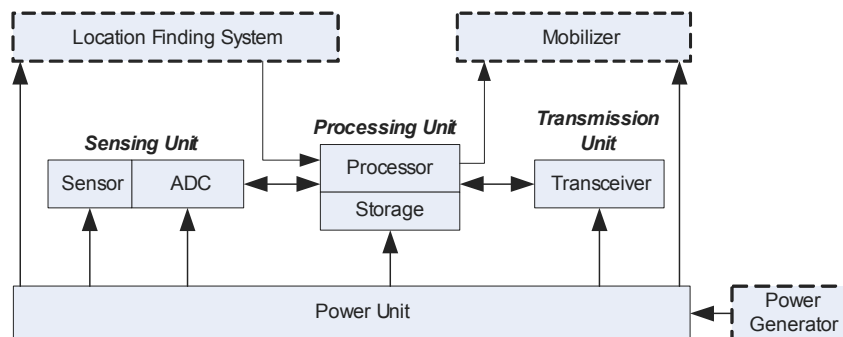 Location Finding System
Mobilizer
Sensing Unit
Processing Unit
Transmission
Unit
Sensor
ADC
Processor
Storage
Transceiver
Power Unit
Power
Generator